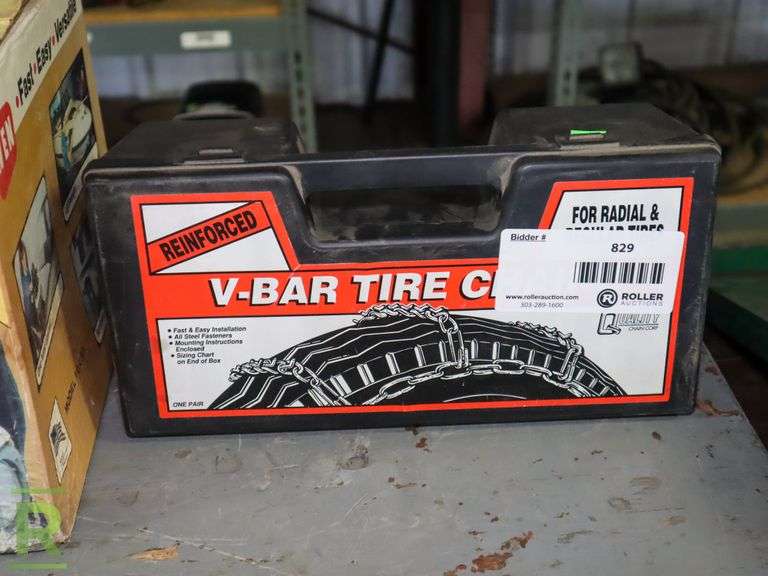 Fast · Easy · Versatile
REINFORCED
FOR RADIAL &
REGULAR TIRES
V-BAR TIRE C
Bidder #
829
www.rollerauction.com
303-289-1600
R ROLLER
AUCTIONS
QUALITY
CHAIN CORP.
• Fast & Easy Installation
• All Steel Fasteners
• Mounting Instructions
Enclosed
• Sizing Chart
on End of Box
ONE PAIR
R